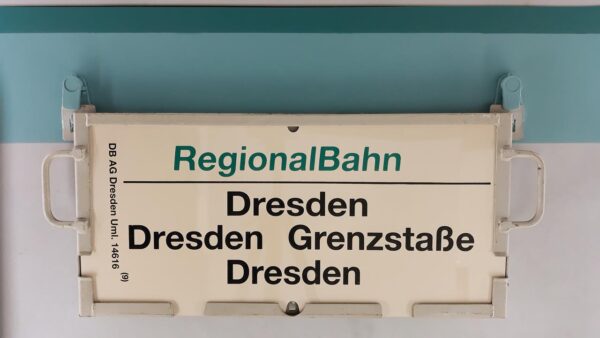 RegionalBahn
Dresden
Dresden Grenzstaße
Dresden
DB AG Dresden Uml. 14616 (9)